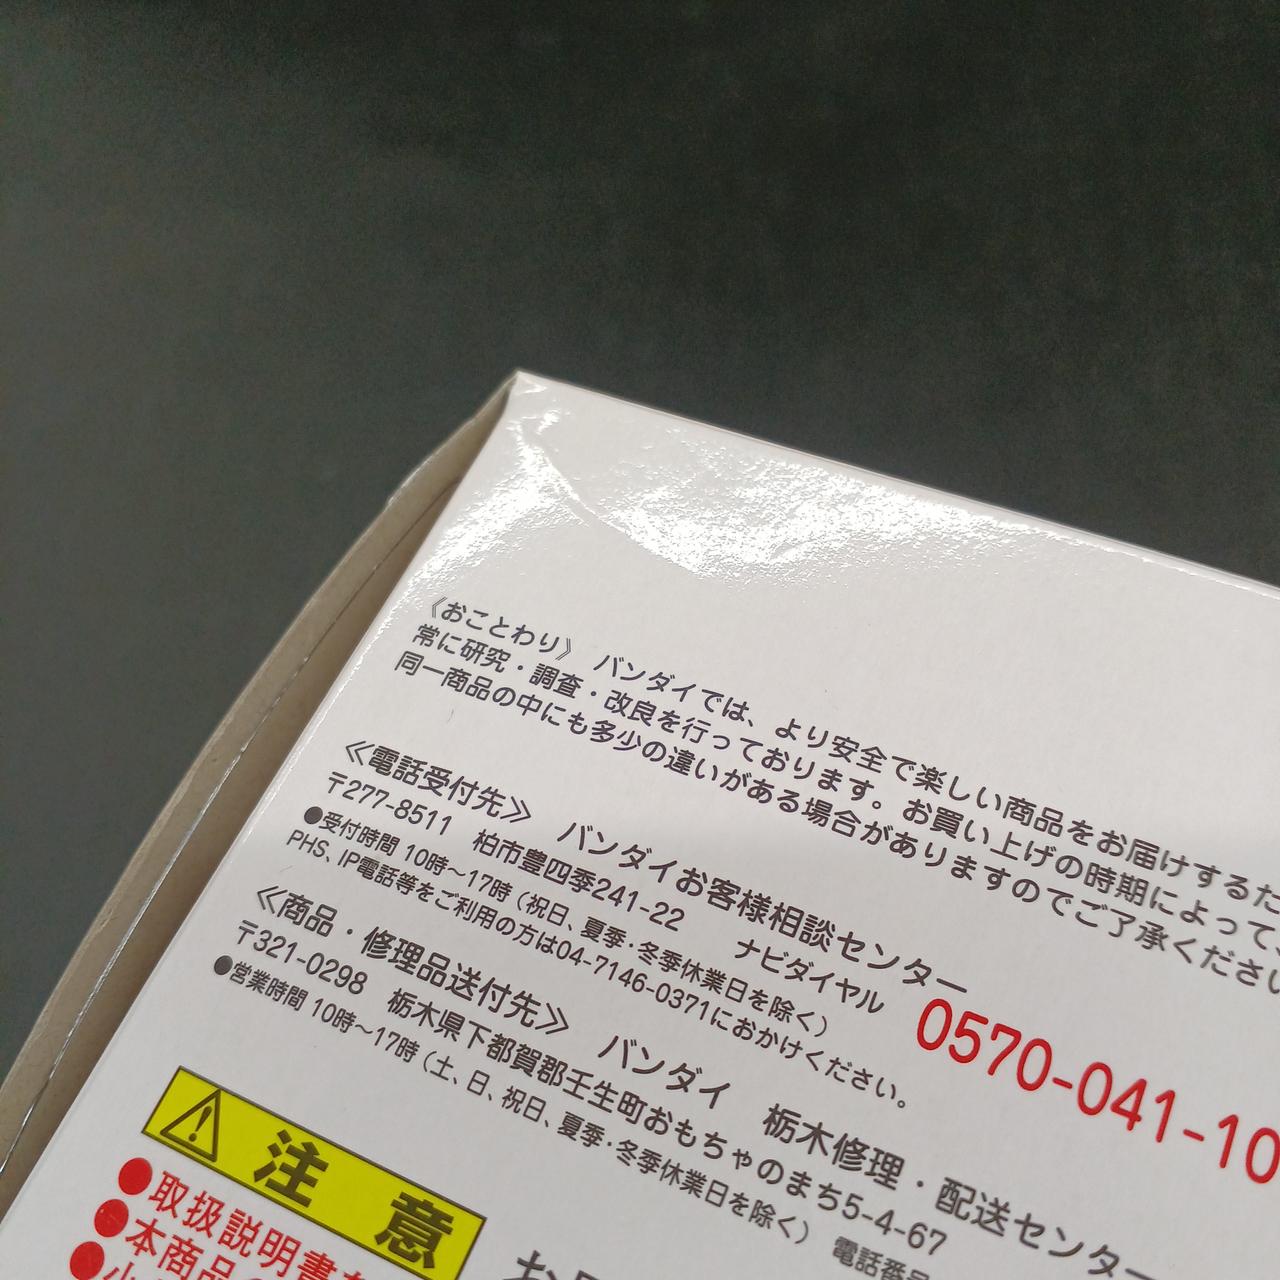 《おことわり》 バンダイでは、より安全で楽しい商品をお届けするた
常に研究・調査・改良を行っております。お買い上げの時期によって、
同一商品の中にも多少の違いがある場合がありますのでご了承ください
≪電話受付先≫ バンダイお客様相談センター
〒277-8511 柏市豊四季241-22 ナビダイヤル 0570-041-10
●受付時間 10時〜17時(祝日、夏季・冬季休業日を除く)
PHS、IP電話等をご利用の方は04-7146-0371におかけください。
≪商品・修理品送付先≫ バンダイ 栃木修理・配送センター
〒321-0298 栃木県下都賀郡壬生町おもちゃのまち5-4-67
●営業時間 10時〜17時(土、日、祝日、夏季・冬季休業日を除く) 電話番号
注意
●取扱説明書
●本商品